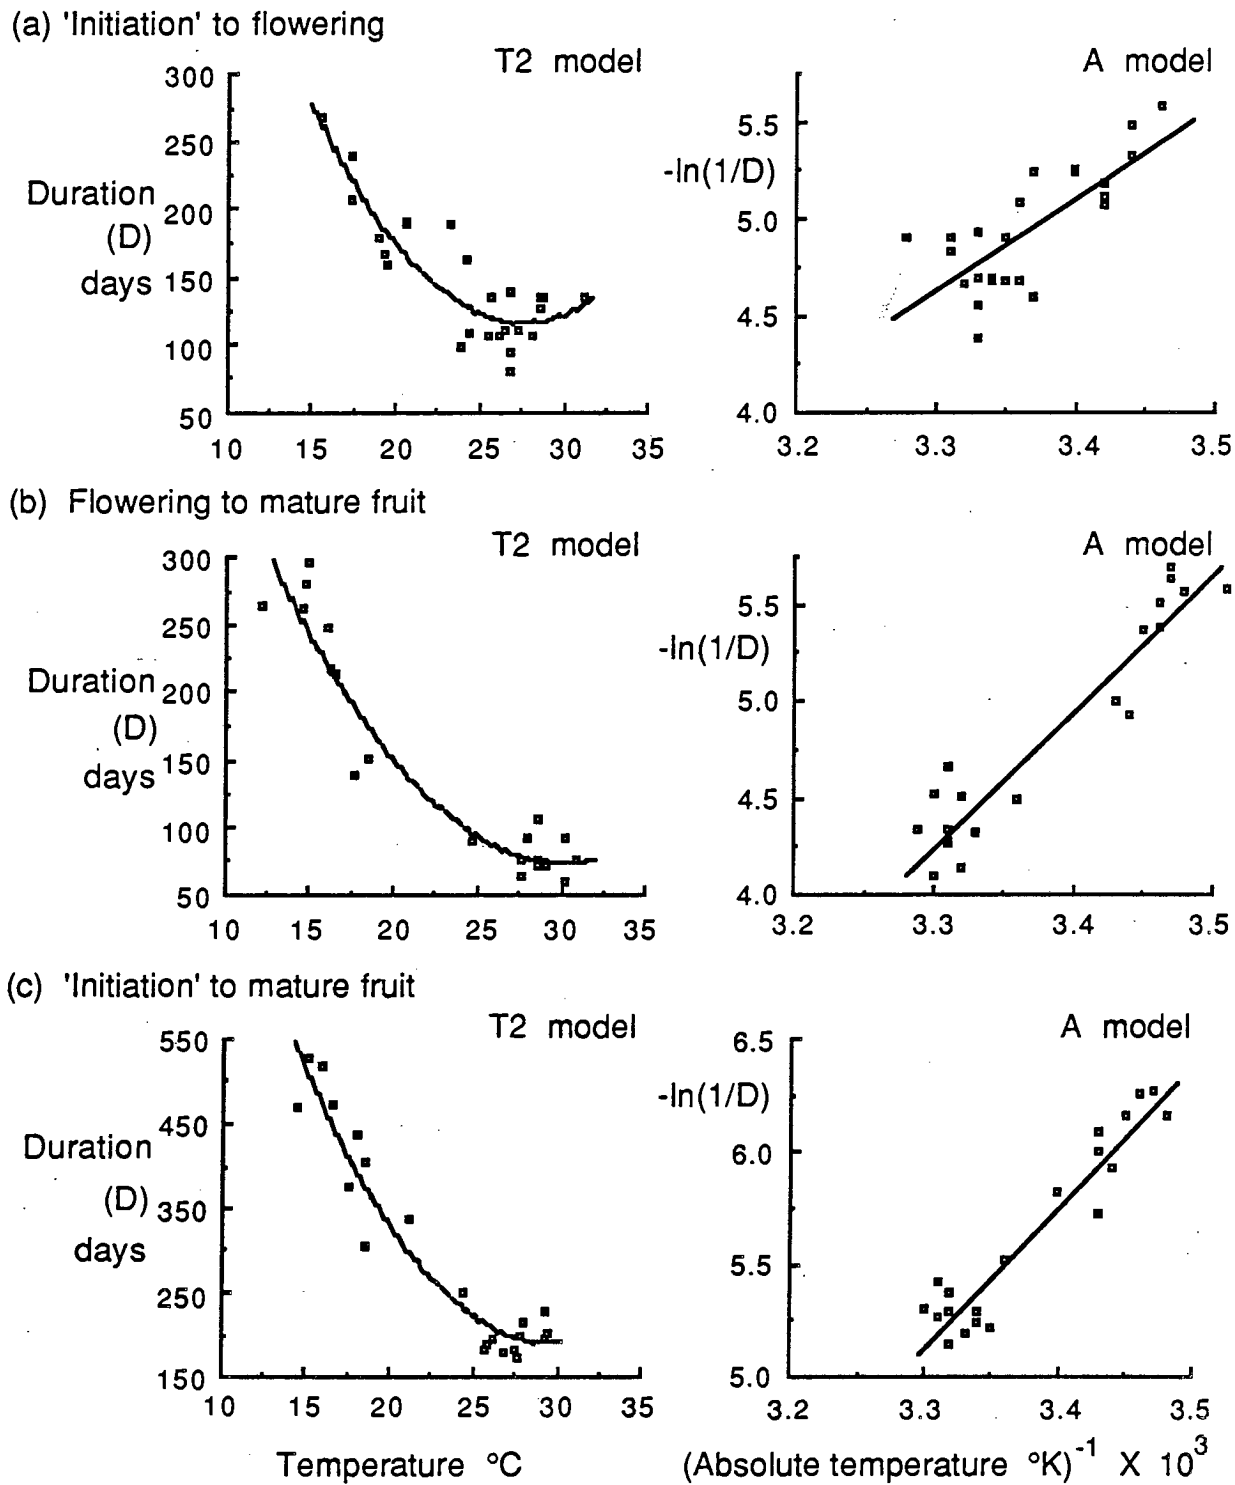 (a) 'Initiation' to flowering
T2 model
A model
300
250
200
150
100
50
Duration
(D)
days
10 15 20 25 30 35
-ln(1/D)
5.5
5.0
4.5
4.0
3.2 3.3 3.4 3.5
(b) Flowering to mature fruit
T2 model
A model
300
250
200
150
100
50
Duration
(D)
days
10 15 20 25 30 35
-ln(1/D)
5.5
5.0
4.5
4.0
3.2 3.3 3.4 3.5
(c) 'Initiation' to mature fruit
T2 model
A model
550
450
350
250
150
Duration
(D)
days
10 15 20 25 30 35
-ln(1/D)
6.5
6.0
5.5
5.0
3.2 3.3 3.4 3.5
Temperature °C
(Absolute temperature °K)⁻¹ X 10³